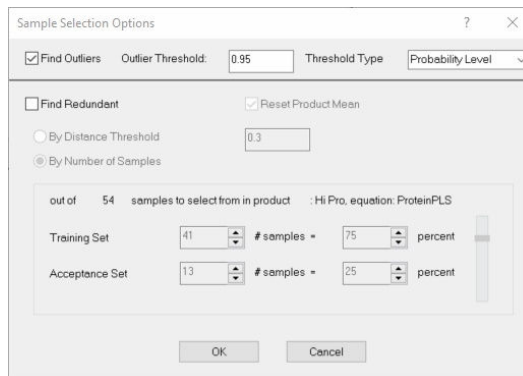 Sample Selection Options ?
Find Outliers Outlier Threshold: 0.95 Threshold Type Probability Level
Find Redundant Reset Product Mean
By Distance Threshold 0.3
By Number of Samples
out of 54 samples to select from in product : Hi Pro, equation: ProteinPLS
Training Set 41 # samples = 75 percent
Acceptance Set 13 # samples = 25 percent
OK Cancel